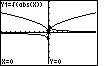 Y1=f(abs(X))
X=0 Y=0